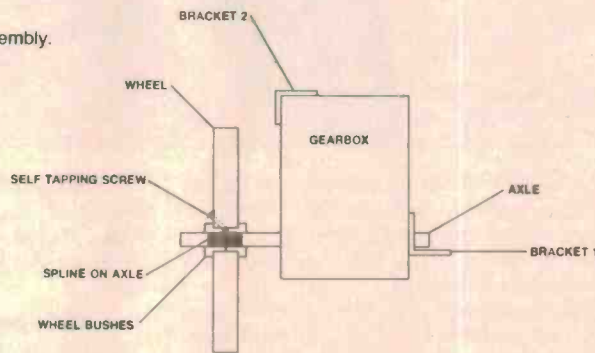 embly.
BRACKET 2
WHEEL
GEARBOX
SELF TAPPING SCREW
AXLE
BRACKET 1
SPLINE ON AXLE
WHEEL BUSHES